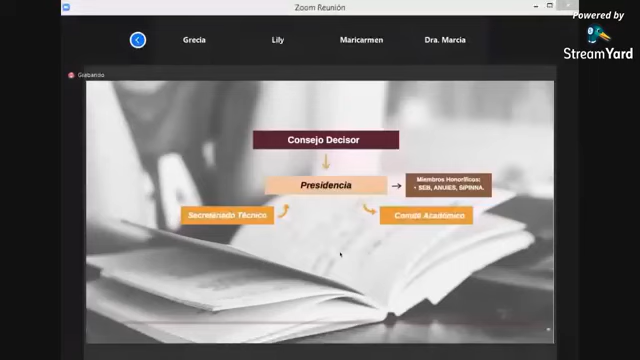 Zoom Reunión
Powered by
StreamYard
Grecia
Lily
Maricarmen
Dra. Marcia
Grabando
Consejo Decisor
Presidencia
Miembros Honoríficos:
• SEB, ANUIES, SIPINNA.
Secretariado Técnico
Comité Académico